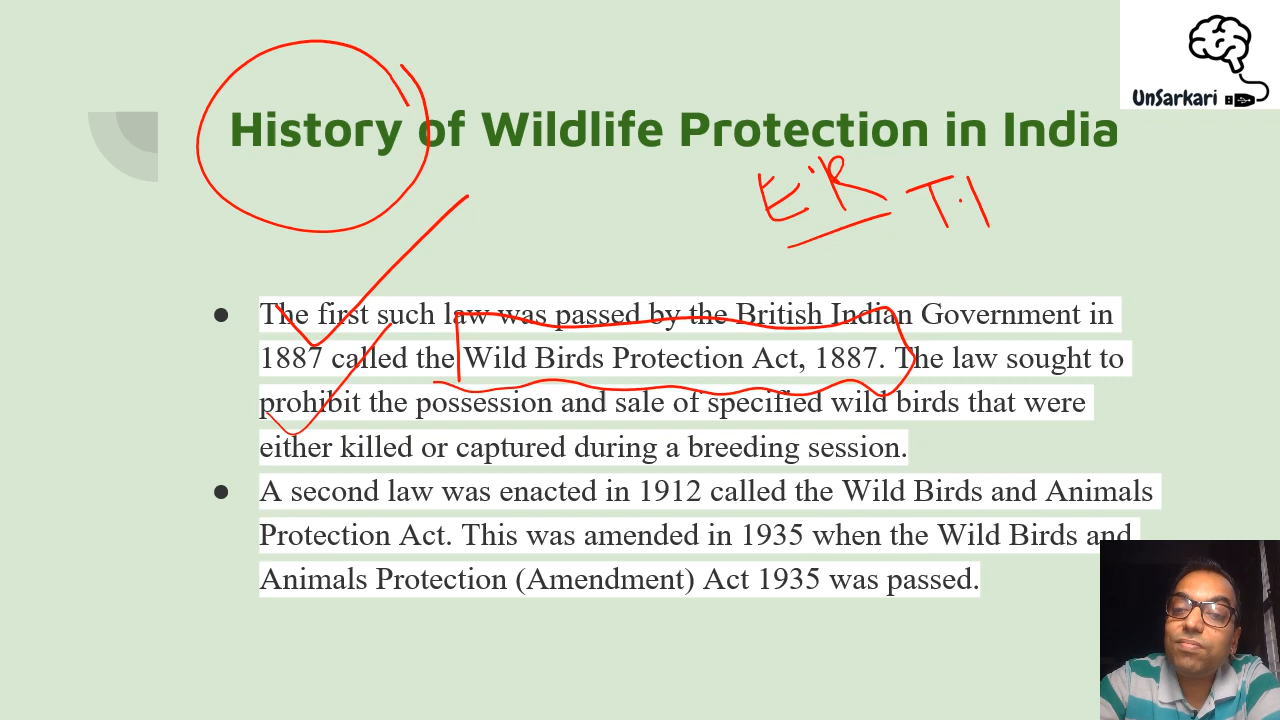 UnSarkari
History of Wildlife Protection in India
E'R T.I
● The first such law was passed by the British Indian Government in
1887 called the Wild Birds Protection Act, 1887. The law sought to
prohibit the possession and sale of specified wild birds that were
either killed or captured during a breeding session.
● A second law was enacted in 1912 called the Wild Birds and Animals
Protection Act. This was amended in 1935 when the Wild Birds and
Animals Protection (Amendment) Act 1935 was passed.